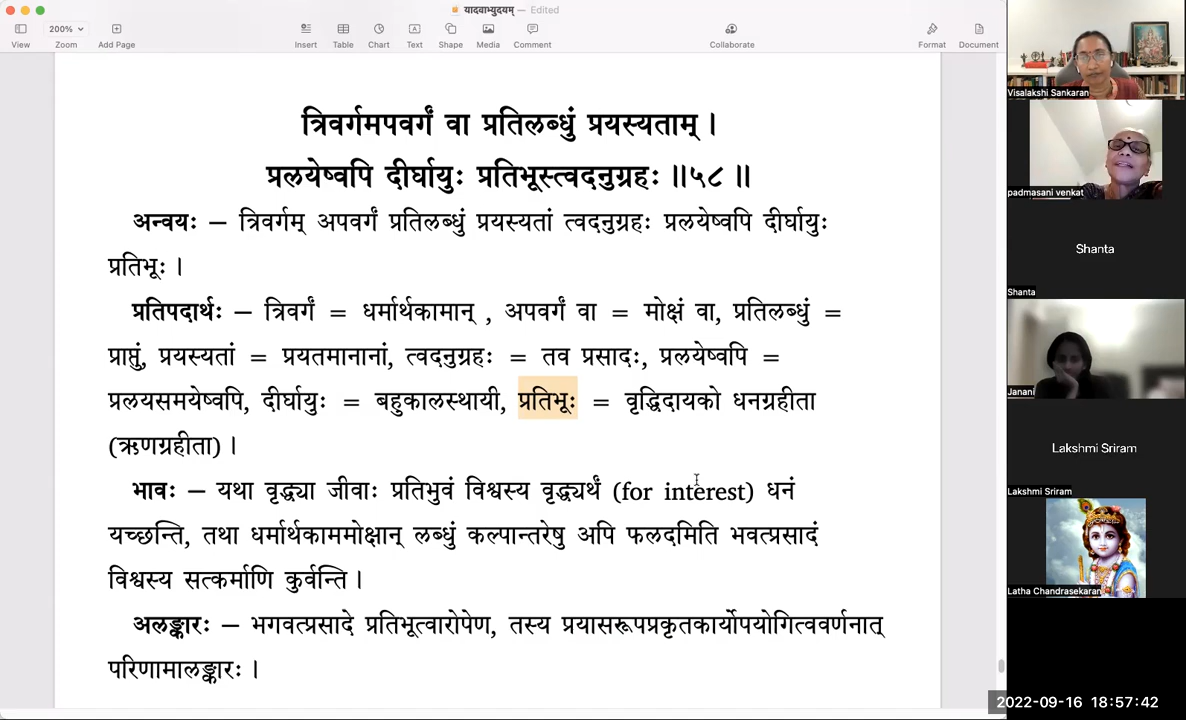 यादवाभ्युदयम् — Edited
200%
View Zoom Add Page Insert Table Chart Text Shape Media Comment Collaborate Format Document
त्रिवर्गमपवर्गं वा प्रतिलब्धुं प्रयस्यताम् ।
प्रलयेष्वपि दीर्घायुः प्रतिभूस्त्वदनुग्रहः ॥५८॥
अन्वयः – त्रिवर्गम् अपवर्गं प्रतिलब्धुं प्रयस्यतां त्वदनुग्रहः प्रलयेष्वपि दीर्घायुः
प्रतिभूः ।
प्रतिपदार्थः – त्रिवर्गं = धर्मार्थकामान् , अपवर्गं वा = मोक्षं वा, प्रतिलब्धुं =
प्राप्तुं, प्रयस्यतां = प्रयतमानानां, त्वदनुग्रहः = तव प्रसादः, प्रलयेष्वपि =
प्रलयसमयेष्वपि, दीर्घायुः = बहुकालस्थायी, प्रतिभूः = वृद्धिदायको धनग्रहीता
(ऋणग्रहीता) ।
भावः – यथा वृद्ध्या जीवाः प्रतिभुवं विश्वस्य वृद्ध्यर्थं (for interest) धनं
यच्छन्ति, तथा धर्मार्थकाममोक्षान् लब्धुं कल्पान्तरेषु अपि फलदमिति भवत्प्रसादं
विश्वस्य सत्कर्माणि कुर्वन्ति ।
अलङ्कारः – भगवत्प्रसादे प्रतिभूत्वारोपेण, तस्य प्रयासरूपप्रकृतकार्योपयोगित्ववर्णनात्
परिणामालङ्कारः ।
Visalakshi Sankaran
padmasani venkat
Shanta
Shanta
Janani
Lakshmi Sriram
Lakshmi Sriram
Latha Chandrasekaran
2022-09-16 18:57:42